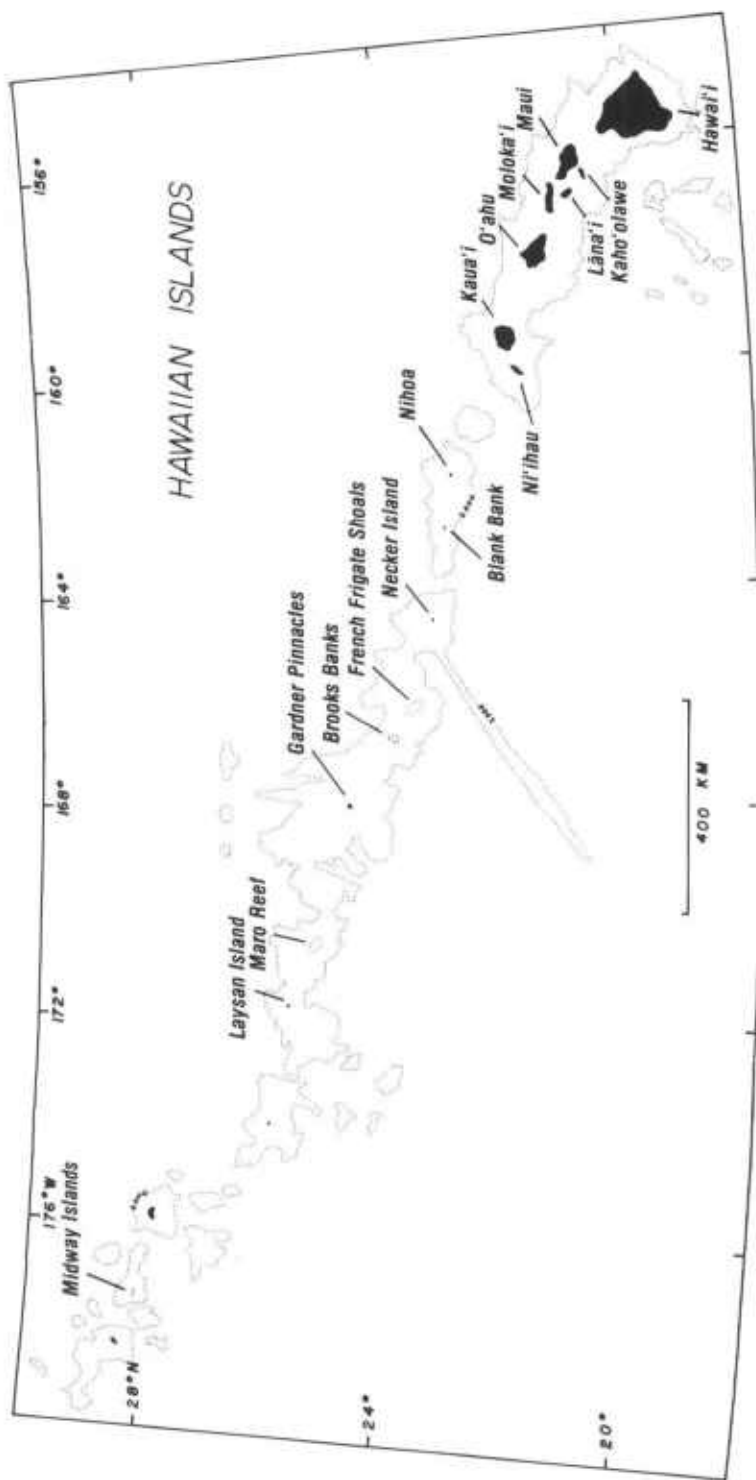 HAWAIIAN ISLANDS
176°W
172°
168°
164°
160°
156°
28°N
24°
20°
Midway Islands
Laysan Island
Maro Reef
Gardner Pinnacles
Brooks Banks
French Frigate Shoals
Necker Island
Nihoa
Blank Bank
Kaua'i
Ni'ihau
O'ahu
Moloka'i
Maui
Lāna'i
Kaho'olawe
Hawai'i
400 KM